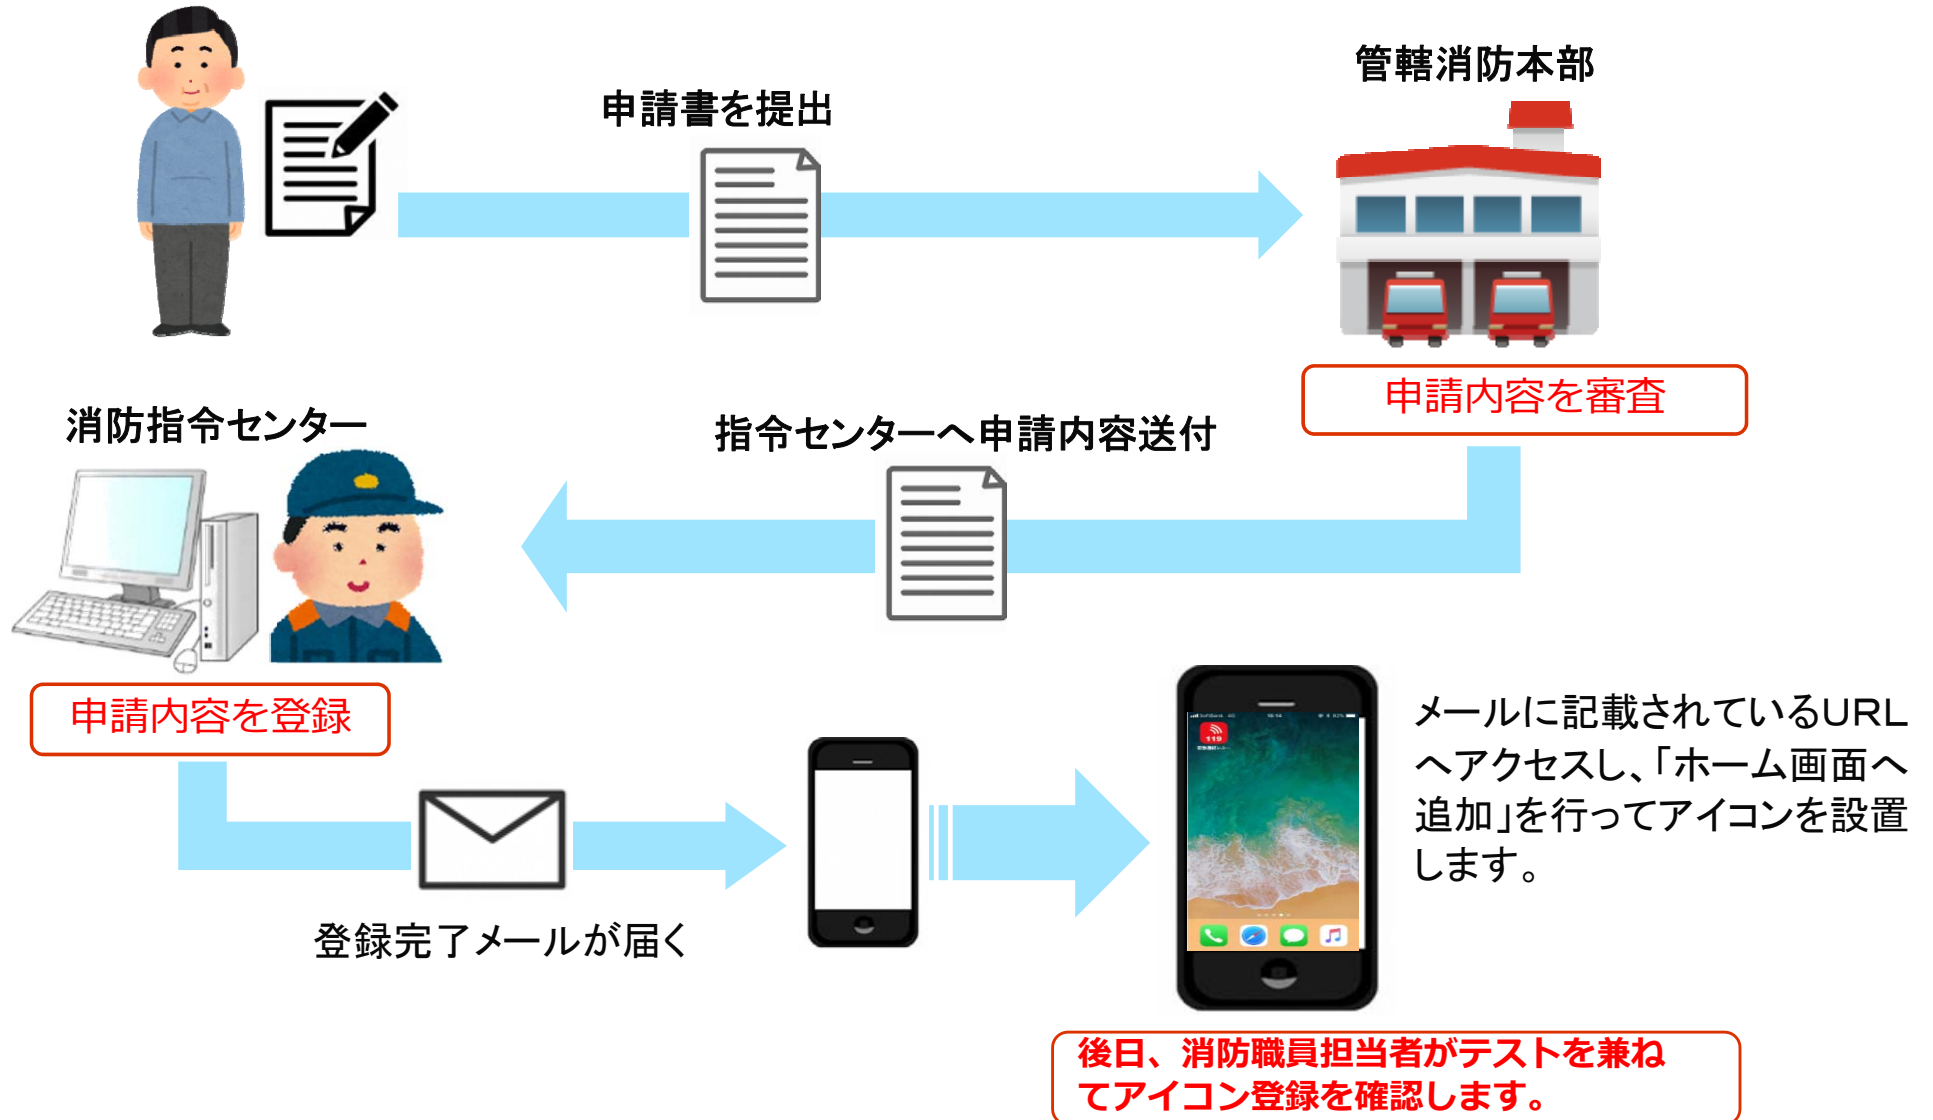 管轄消防本部
申請書を提出
申請内容を審査
消防指令センター
指令センターへ申請内容送付
申請内容を登録
メールに記載されているURL
へアクセスし、「ホーム画面へ
追加」を行ってアイコンを設置
します。
119
登録完了メールが届く
後日、消防職員担当者がテストを兼ね
てアイコン登録を確認します。